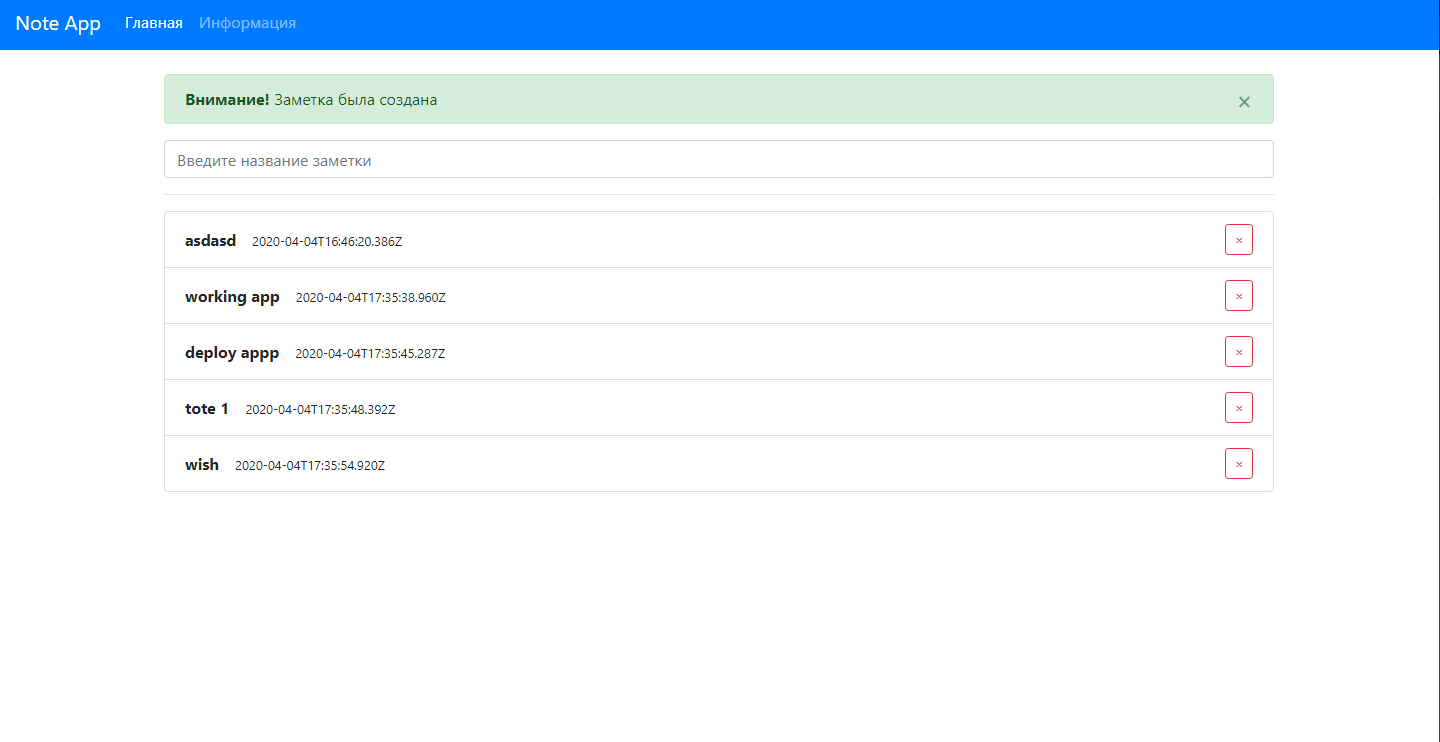 Note App Главная Информация
Внимание! Заметка была создана ×
Введите название заметки
asdasd 2020-04-04T16:46:20.386Z ×
working app 2020-04-04T17:35:38.960Z ×
deploy appp 2020-04-04T17:35:45.287Z ×
tote 1 2020-04-04T17:35:48.392Z ×
wish 2020-04-04T17:35:54.920Z ×